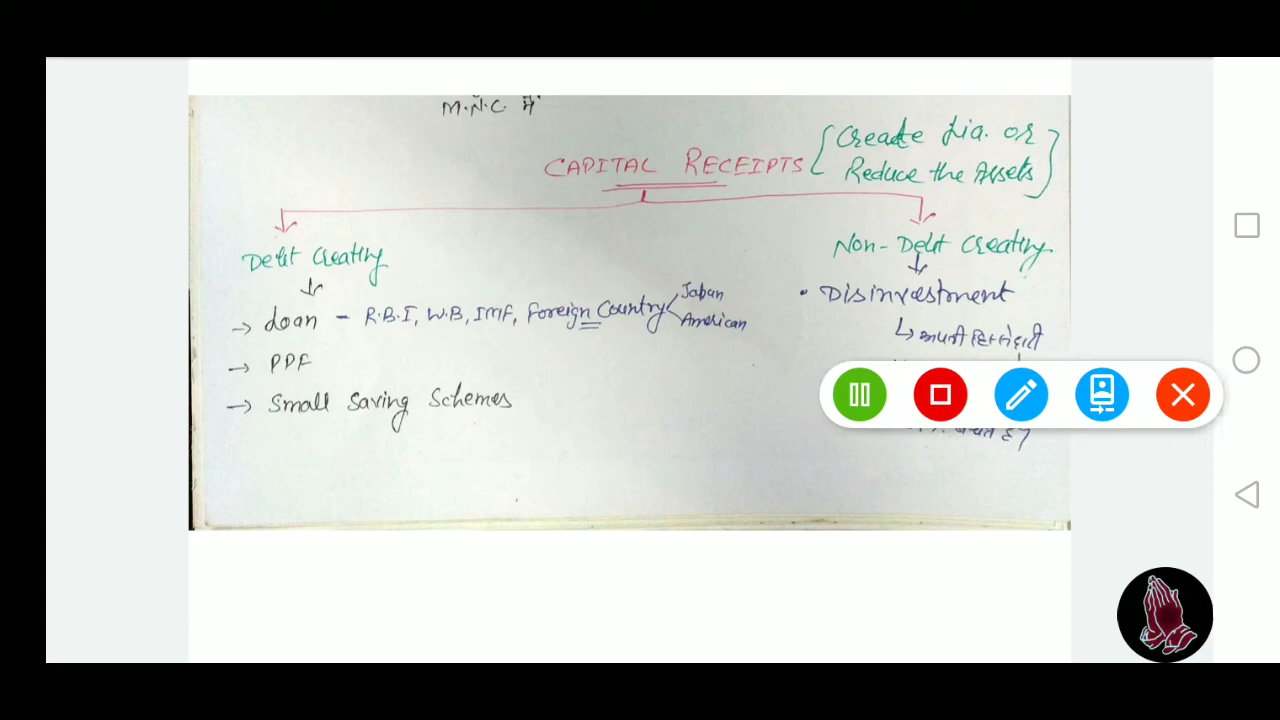 M.N.C. में
CAPITAL RECEIPTS { Create Lia. or
Reduce the Assets }
Debt Creating
Non-Debt Creating
→ Loan – R.B.I, W.B, IMF, Foreign Country
Japan
American
→ PPF
→ Small Saving Schemes
• Disinvestment
↳ अपनी हिस्सेदारी